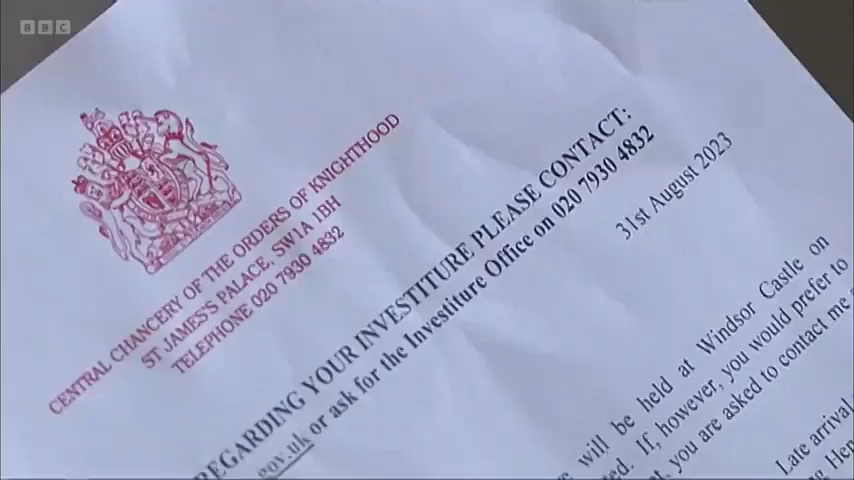 BBC
CENTRAL CHANCERY OF THE ORDERS OF KNIGHTHOOD
ST JAMES'S PALACE, SW1A 1BH
TELEPHONE 020 7930 4832
REGARDING YOUR INVESTITURE PLEASE CONTACT:
gov.uk or ask for the Investiture Office on 020 7930 4832
31st August 2023
will be held at Windsor Castle on
If, however, you would prefer to
you are asked to contact me
Late arrival